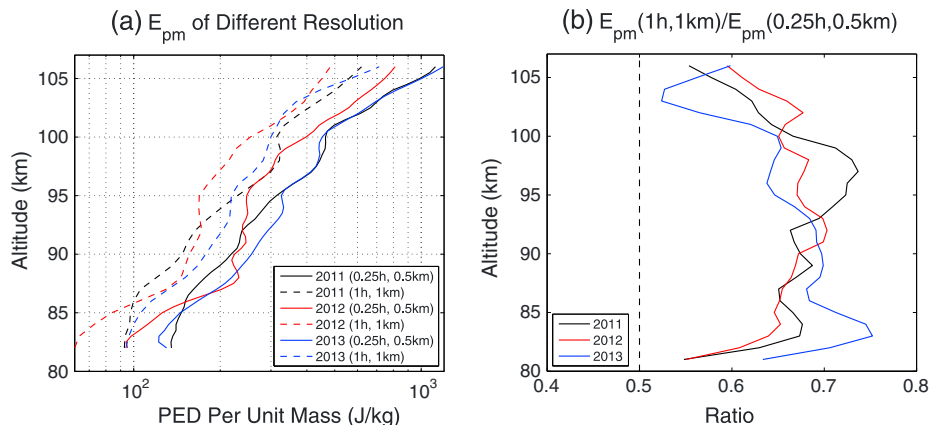 (a) E_pm of Different Resolution
105
100
95
90
85
80
Altitude (km)
10^2
10^3
PED Per Unit Mass (J/kg)
2011 (0.25h, 0.5km)
2011 (1h, 1km)
2012 (0.25h, 0.5km)
2012 (1h, 1km)
2013 (0.25h, 0.5km)
2013 (1h, 1km)
(b) E_pm(1h,1km)/E_pm(0.25h,0.5km)
105
100
95
90
85
80
Altitude (km)
0.4
0.5
0.6
0.7
0.8
Ratio
2011
2012
2013